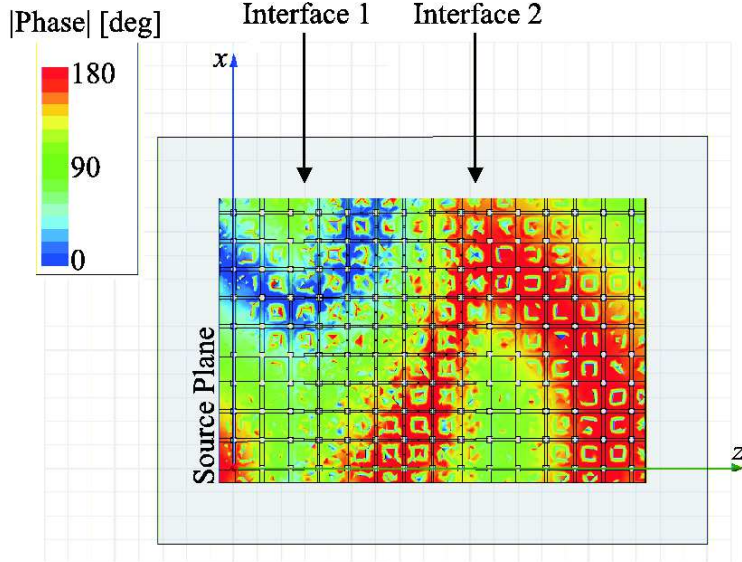 Interface 1
Interface 2
|Phase| [deg]
180
90
0
x
Source Plane
z